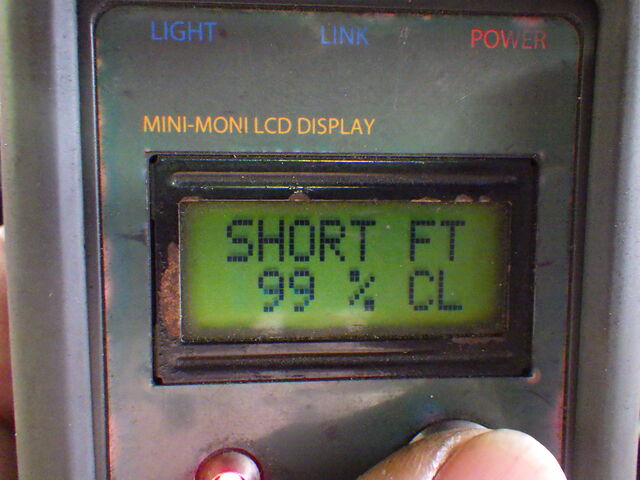 LIGHT LINK POWER
MINI-MONI LCD DISPLAY
SHORT FT
99 % CL